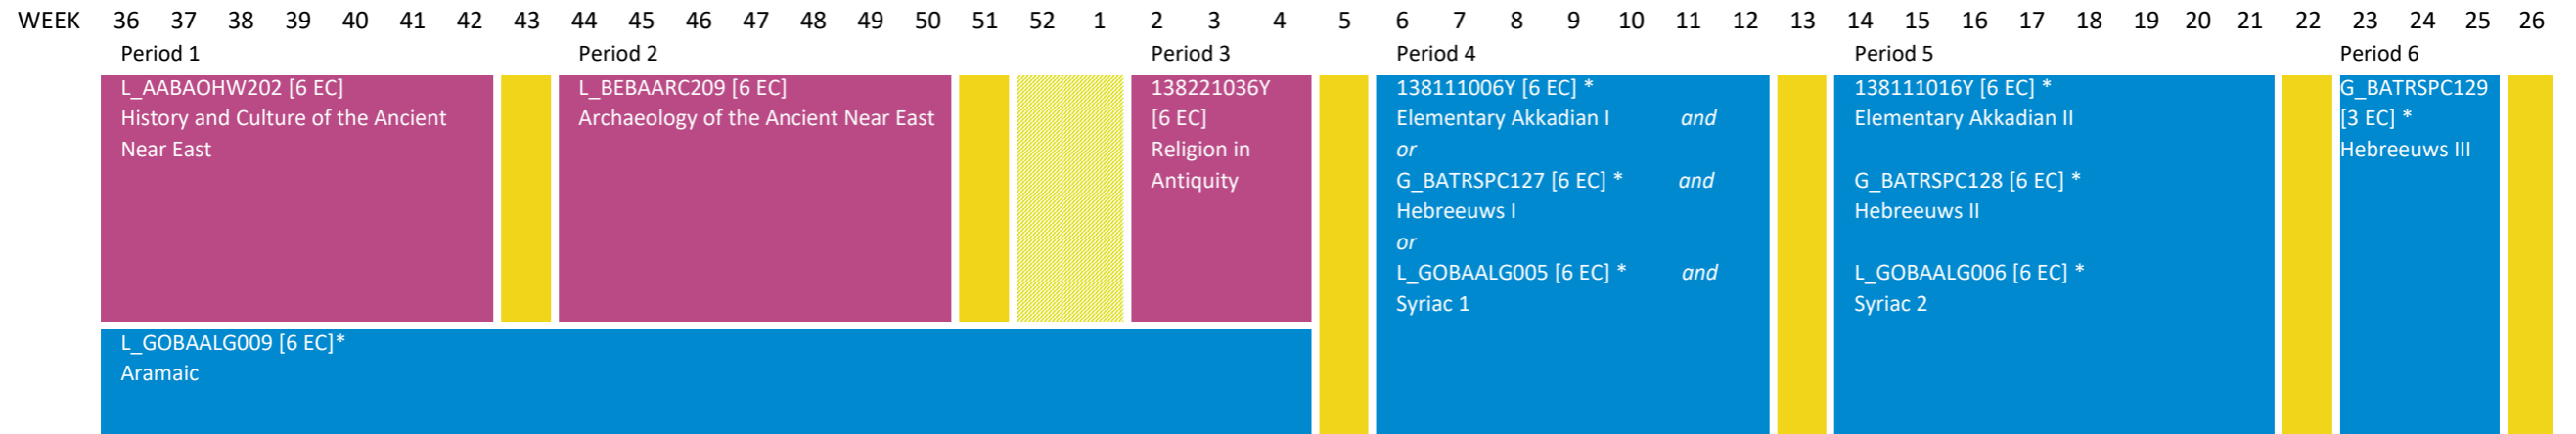 WEEK 36 37 38 39 40 41 42 43 44 45 46 47 48 49 50 51 52 1 2 3 4 5 6 7 8 9 10 11 12 13 14 15 16 17 18 19 20 21 22 23 24 25 26
Period 1 Period 2 Period 3 Period 4 Period 5 Period 6
L_AABAOHW202 [6 EC]
History and Culture of the Ancient
Near East
L_BEBAARC209 [6 EC]
Archaeology of the Ancient Near East
138221036Y
[6 EC]
Religion in
Antiquity
138111006Y [6 EC] *
Elementary Akkadian I and
or
G_BATRSPC127 [6 EC] * and
Hebreeuws I
or
L_GOBAALG005 [6 EC] * and
Syriac 1
138111016Y [6 EC] *
Elementary Akkadian II
G_BATRSPC128 [6 EC] *
Hebreeuws II
L_GOBAALG006 [6 EC] *
Syriac 2
G_BATRSPC129
[3 EC] *
Hebreeuws III
L_GOBAALG009 [6 EC]*
Aramaic